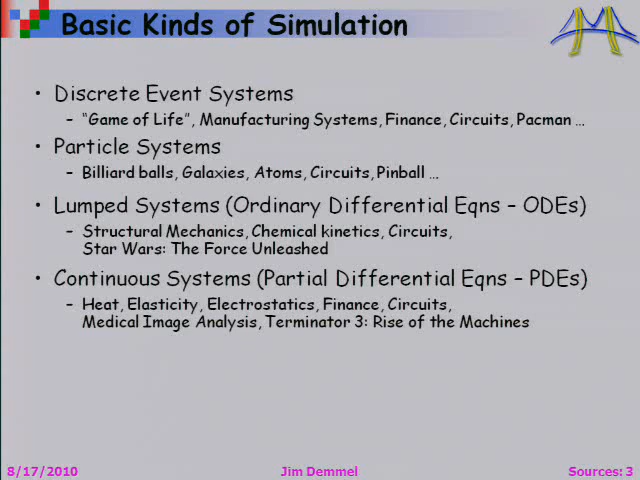 Basic Kinds of Simulation
• Discrete Event Systems
– “Game of Life”, Manufacturing Systems, Finance, Circuits, Pacman …
• Particle Systems
– Billiard balls, Galaxies, Atoms, Circuits, Pinball …
• Lumped Systems (Ordinary Differential Eqns – ODEs)
– Structural Mechanics, Chemical kinetics, Circuits,
Star Wars: The Force Unleashed
• Continuous Systems (Partial Differential Eqns – PDEs)
– Heat, Elasticity, Electrostatics, Finance, Circuits,
Medical Image Analysis, Terminator 3: Rise of the Machines
8/17/2010 Jim Demmel Sources: 3